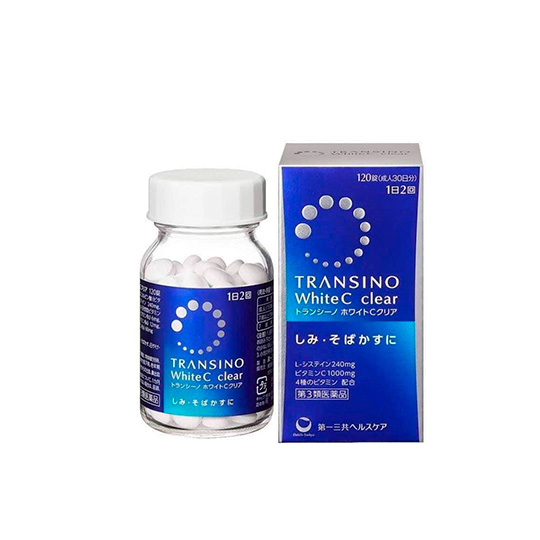 TRANSINO
White C clear
120錠(成人30日分)
1日2回
TRANSINO
White C clear
トランシーノ ホワイトCクリア
しみ・そばかすに
L-システイン240mg
ビタミンC1000mg
4種のビタミン 配合
第3類医薬品
第一三共ヘルスケア
1日2回
TRANSINO
White C clear
トランシーノ ホワイトCクリア
しみ・そばかすに